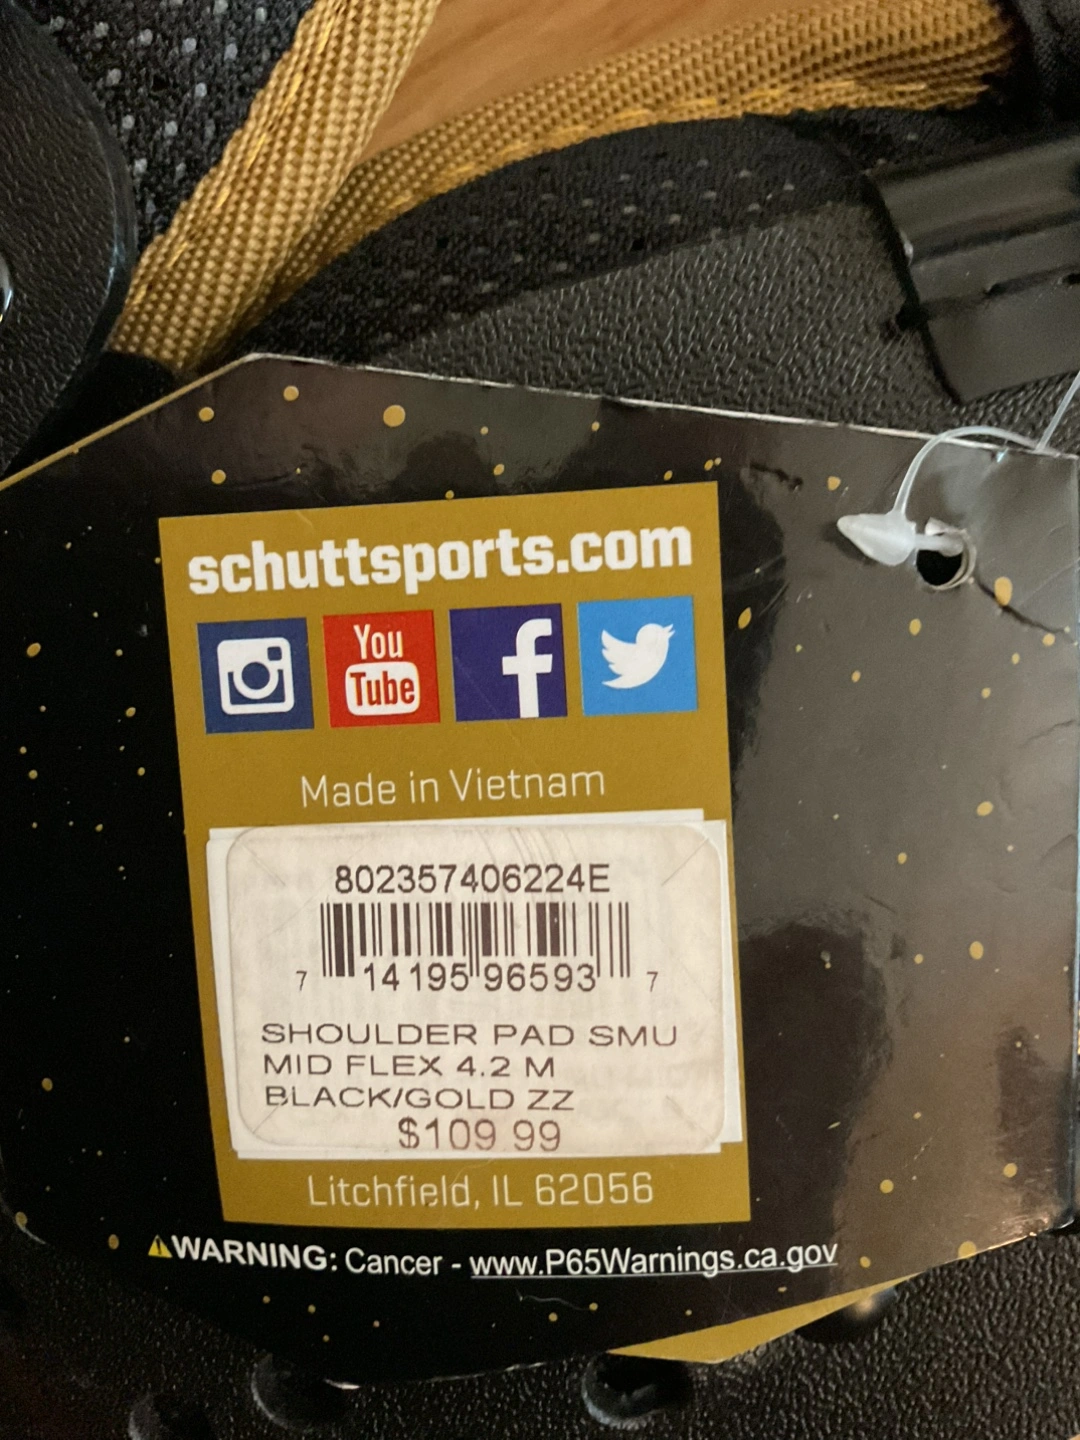 schuttsports.com
You
Tube
f
Made in Vietnam
802357406224E
7 14195 96593 7
SHOULDER PAD SMU
MID FLEX 4.2 M
BLACK/GOLD ZZ
$109 99
Litchfield, IL 62056
WARNING: Cancer - www.P65Warnings.ca.gov